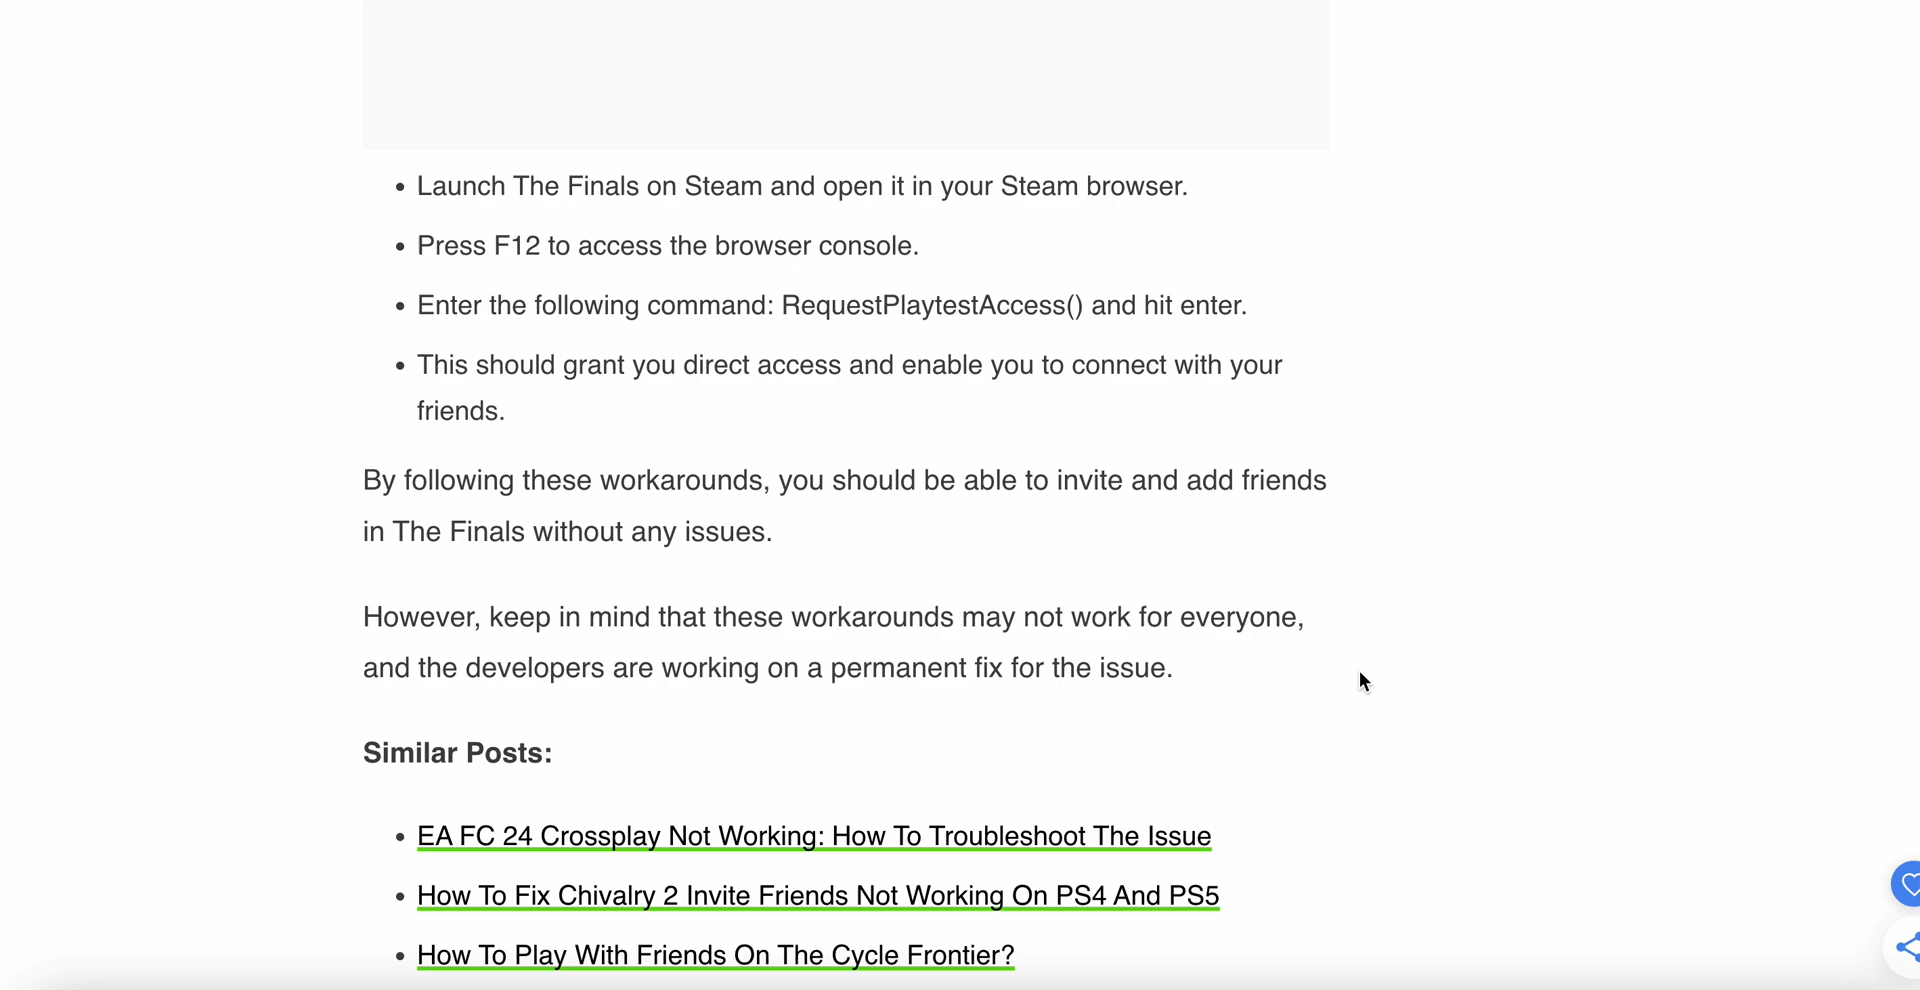 Launch The Finals on Steam and open it in your Steam browser.
Press F12 to access the browser console.
Enter the following command: RequestPlaytestAccess() and hit enter.
This should grant you direct access and enable you to connect with your
friends.
By following these workarounds, you should be able to invite and add friends
in The Finals without any issues.
However, keep in mind that these workarounds may not work for everyone,
and the developers are working on a permanent fix for the issue.
Similar Posts:
EA FC 24 Crossplay Not Working: How To Troubleshoot The Issue
How To Fix Chivalry 2 Invite Friends Not Working On PS4 And PS5
How To Play With Friends On The Cycle Frontier?